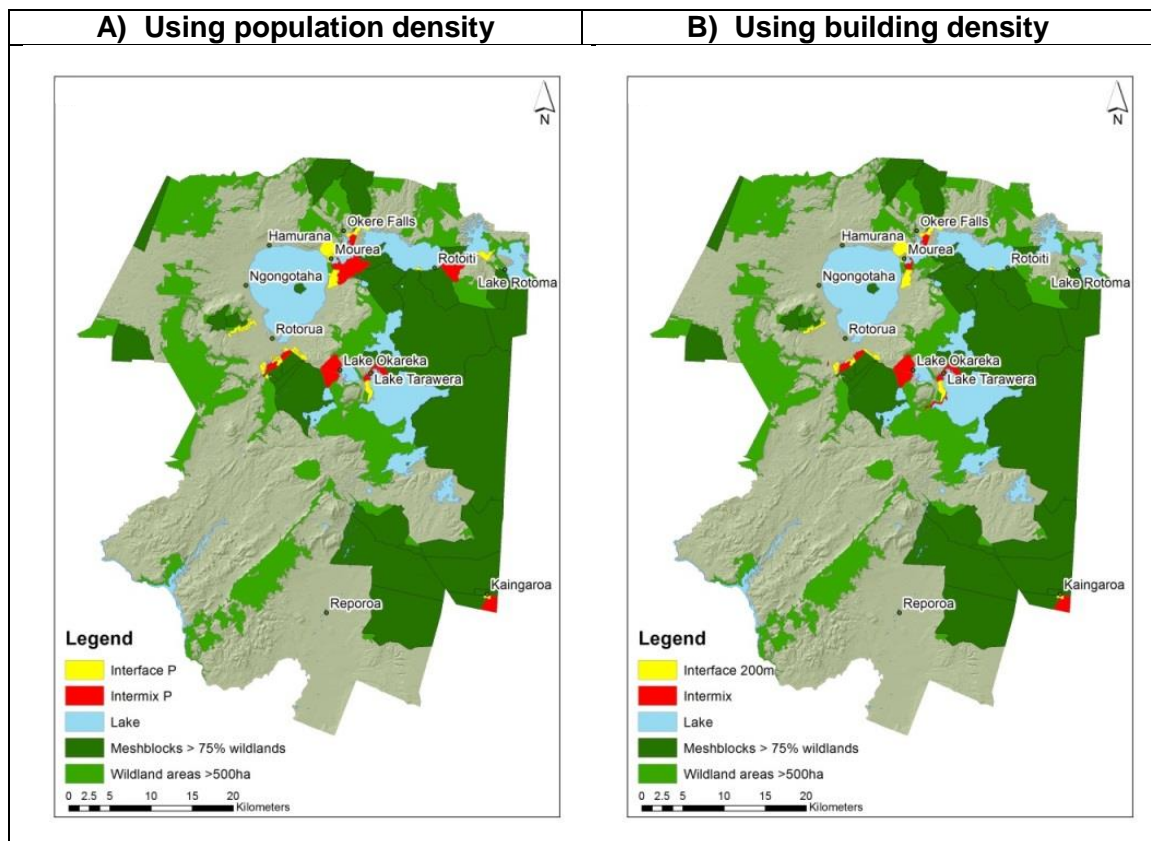 A) Using population density
B) Using building density
N
Okere Falls
Hamurana
Mourea
Rotoiti
Ngongotaha
Lake Rotoma
Rotorua
Lake Okareka
Lake Tarawera
Kaingaroa
Reporoa
Legend
Interface P
Intermix P
Lake
Meshblocks > 75% wildlands
Wildland areas >500ha
0 2.5 5 10 15 20
Kilometers
N
Okere Falls
Hamurana
Mourea
Rotoiti
Ngongotaha
Lake Rotoma
Rotorua
Lake Okareka
Lake Tarawera
Kaingaroa
Reporoa
Legend
Interface 200m
Intermix
Lake
Meshblocks > 75% wildlands
Wildland areas >500ha
0 2.5 5 10 15 20
Kilometers